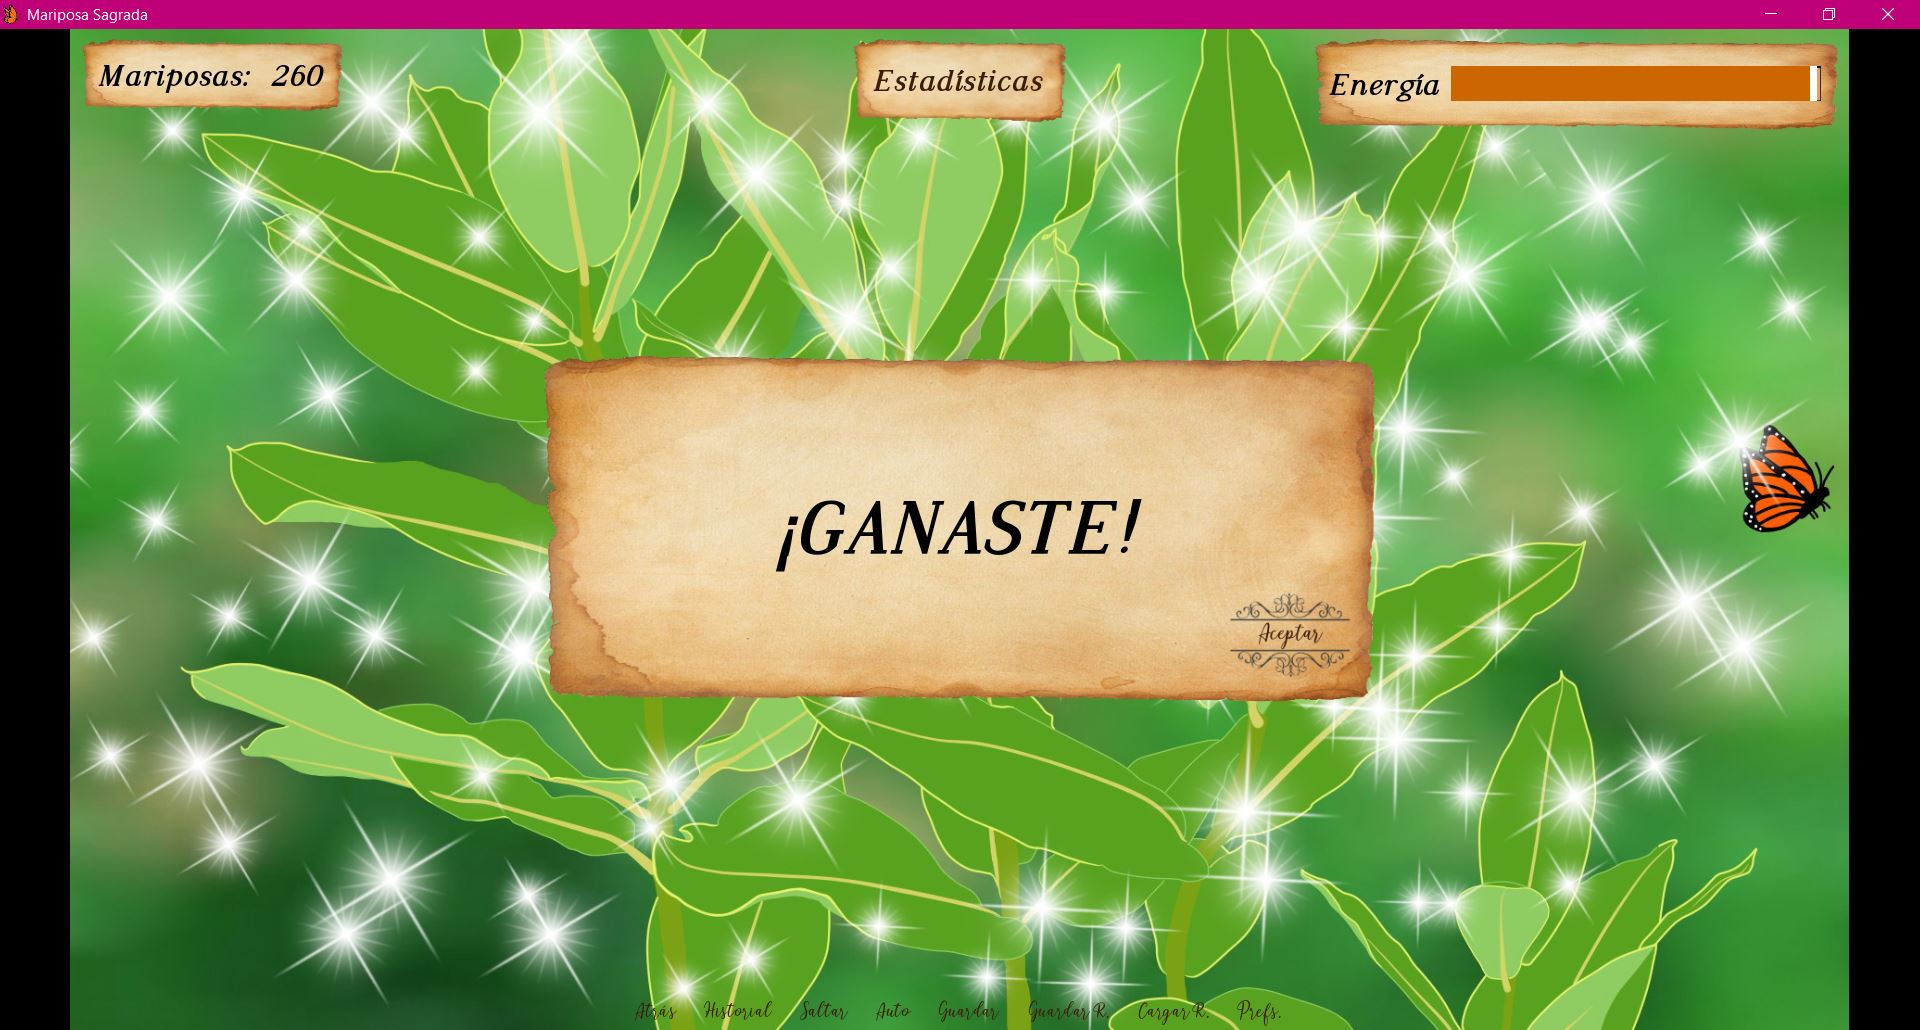 Mariposa Sagrada
Mariposas: 260
Estadísticas
Energía
¡GANASTE!
Aceptar
Atrás Historial Saltar Auto Guardar Guardar R. Cargar R. Prefs.